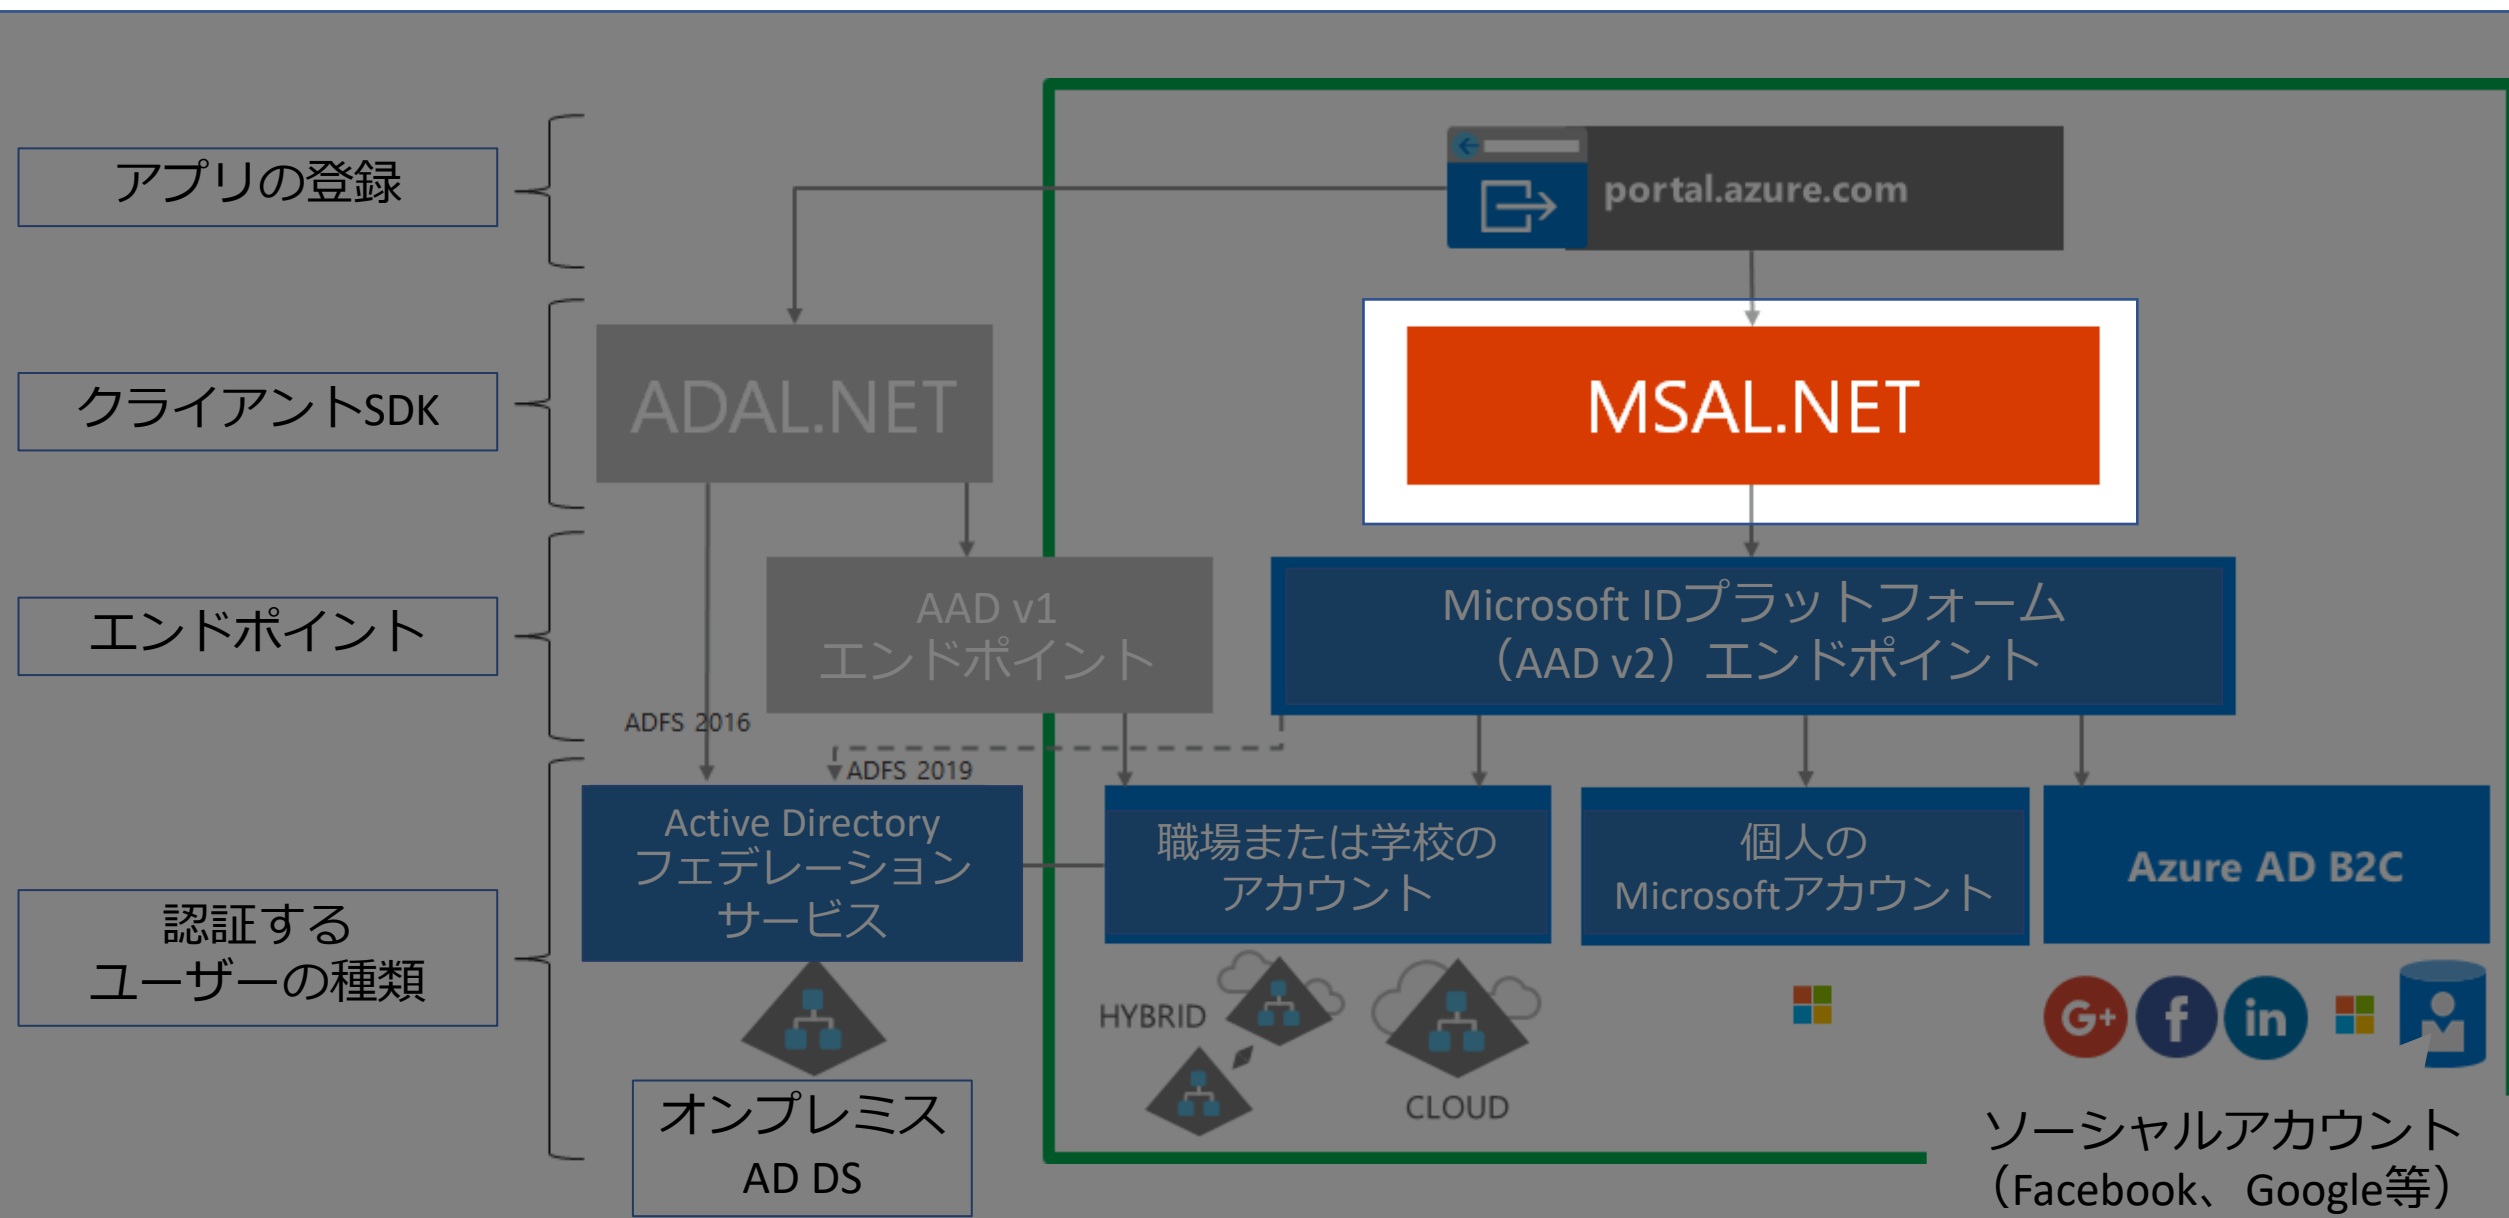 アプリの登録
portal.azure.com
クライアントSDK
ADAL.NET
MSAL.NET
エンドポイント
AAD v1
エンドポイント
Microsoft IDプラットフォーム
（AAD v2）エンドポイント
ADFS 2016
ADFS 2019
認証する
ユーザーの種類
Active Directory
フェデレーション
サービス
職場または学校の
アカウント
個人の
Microsoftアカウント
Azure AD B2C
HYBRID
CLOUD
G+
f
in
オンプレミス
AD DS
ソーシャルアカウント
（Facebook、Google等）